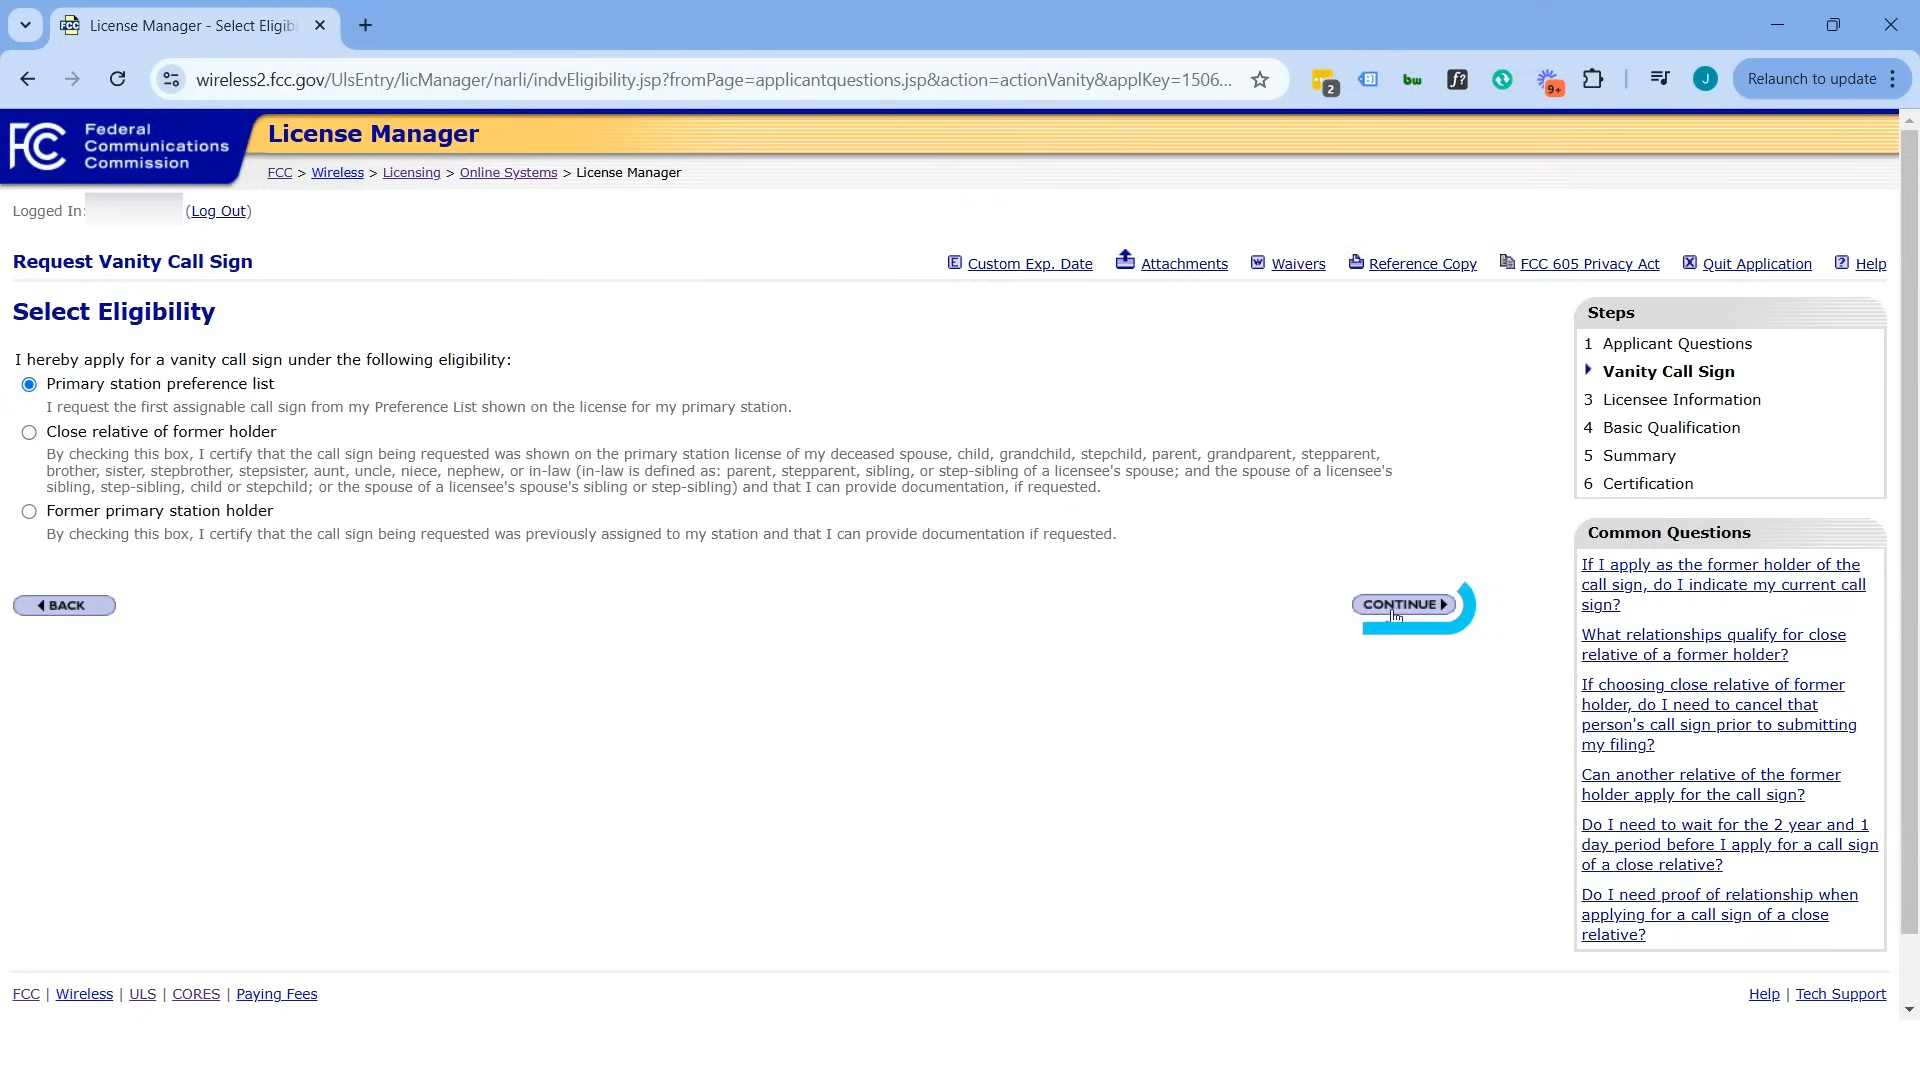 License Manager - Select Eligibi
wireless2.fcc.gov/UlsEntry/licManager/narli/indvEligibility.jsp?fromPage=applicantquestions.jsp&action=actionVanity&applKey=1506...
2
bw
f?
9+
J
Relaunch to update
FCC
Federal
Communications
Commission
License Manager
FCC > Wireless > Licensing > Online Systems > License Manager
Logged In: (Log Out)
Request Vanity Call Sign
E Custom Exp. Date
Attachments
W Waivers
Reference Copy
FCC 605 Privacy Act
X Quit Application
? Help
Select Eligibility
I hereby apply for a vanity call sign under the following eligibility:
Primary station preference list
I request the first assignable call sign from my Preference List shown on the license for my primary station.
Close relative of former holder
By checking this box, I certify that the call sign being requested was shown on the primary station license of my deceased spouse, child, grandchild, stepchild, parent, grandparent, stepparent,
brother, sister, stepbrother, stepsister, aunt, uncle, niece, nephew, or in-law (in-law is defined as: parent, stepparent, sibling, or step-sibling of a licensee's spouse; and the spouse of a licensee's
sibling, step-sibling, child or stepchild; or the spouse of a licensee's spouse's sibling or step-sibling) and that I can provide documentation, if requested.
Former primary station holder
By checking this box, I certify that the call sign being requested was previously assigned to my station and that I can provide documentation if requested.
BACK
CONTINUE
Steps
1 Applicant Questions
Vanity Call Sign
3 Licensee Information
4 Basic Qualification
5 Summary
6 Certification
Common Questions
If I apply as the former holder of the
call sign, do I indicate my current call
sign?
What relationships qualify for close
relative of a former holder?
If choosing close relative of former
holder, do I need to cancel that
person's call sign prior to submitting
my filing?
Can another relative of the former
holder apply for the call sign?
Do I need to wait for the 2 year and 1
day period before I apply for a call sign
of a close relative?
Do I need proof of relationship when
applying for a call sign of a close
relative?
FCC | Wireless | ULS | CORES | Paying Fees
Help | Tech Support